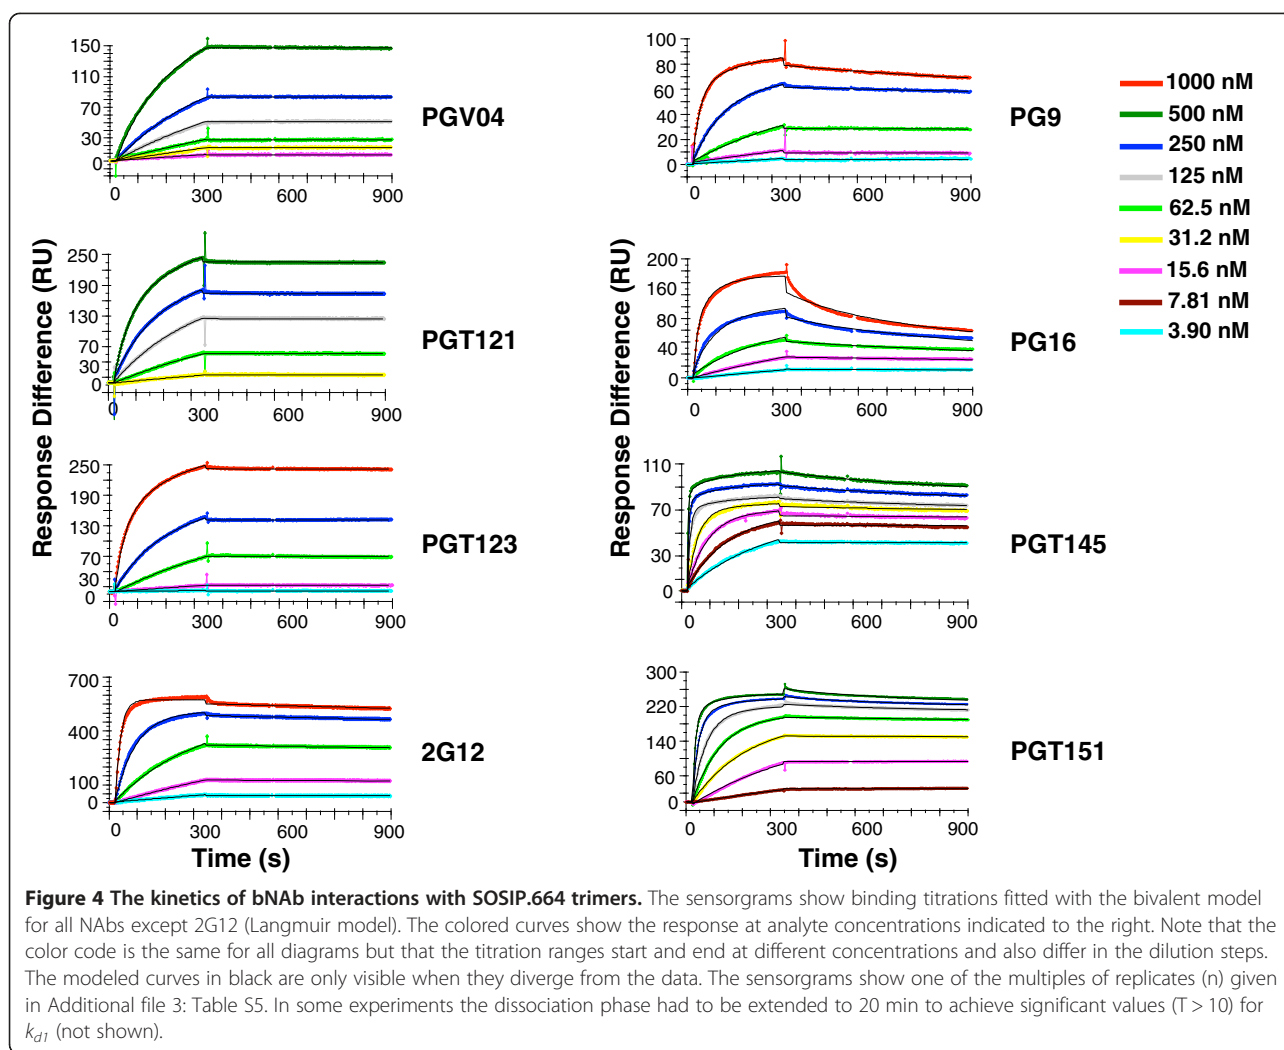 150
110
70
30
0
0 300 600 900
PGV04
100
80
60
40
20
0
0 300 600 900
PG9
1000 nM
500 nM
250 nM
125 nM
62.5 nM
31.2 nM
15.6 nM
7.81 nM
3.90 nM
250
190
130
70
30
0
0 300 600 900
PGT121
200
160
80
40
0
0 300 600 900
PG16
Response Difference (RU)
Response Difference (RU)
250
190
130
70
30
0
0 300 600 900
PGT123
110
70
30
0
0 300 600 900
PGT145
700
400
100
0
0 300 600 900
2G12
300
220
140
60
0
0 300 600 900
PGT151
Time (s)
Time (s)
Figure 4 The kinetics of bNAb interactions with SOSIP.664 trimers. The sensorgrams show binding titrations fitted with the bivalent model
for all NAbs except 2G12 (Langmuir model). The colored curves show the response at analyte concentrations indicated to the right. Note that the
color code is the same for all diagrams but that the titration ranges start and end at different concentrations and also differ in the dilution steps.
The modeled curves in black are only visible when they diverge from the data. The sensorgrams show one of the multiples of replicates (n) given
in Additional file 3: Table S5. In some experiments the dissociation phase had to be extended to 20 min to achieve significant values (T > 10) for
kd1 (not shown).